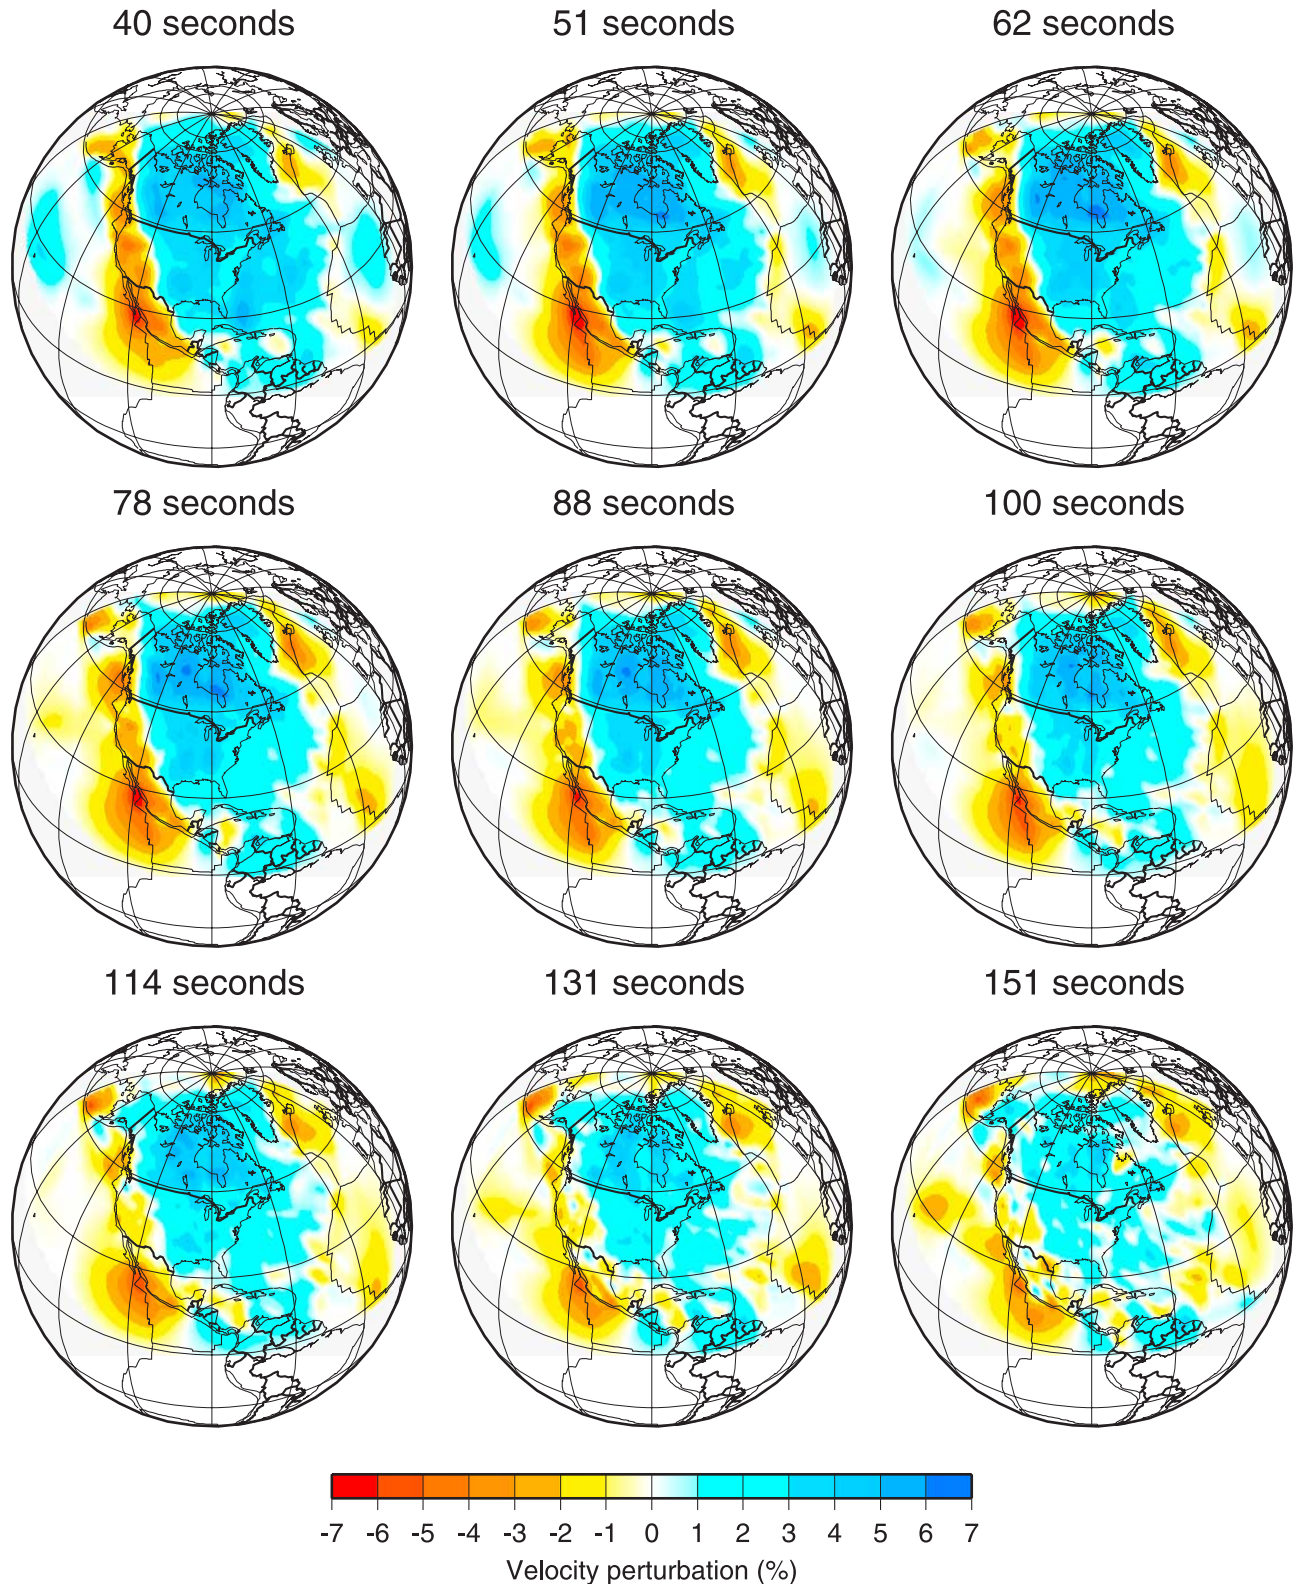 40 seconds 51 seconds 62 seconds
78 seconds 88 seconds 100 seconds
114 seconds 131 seconds 151 seconds
-7 -6 -5 -4 -3 -2 -1 0 1 2 3 4 5 6 7
Velocity perturbation (%)